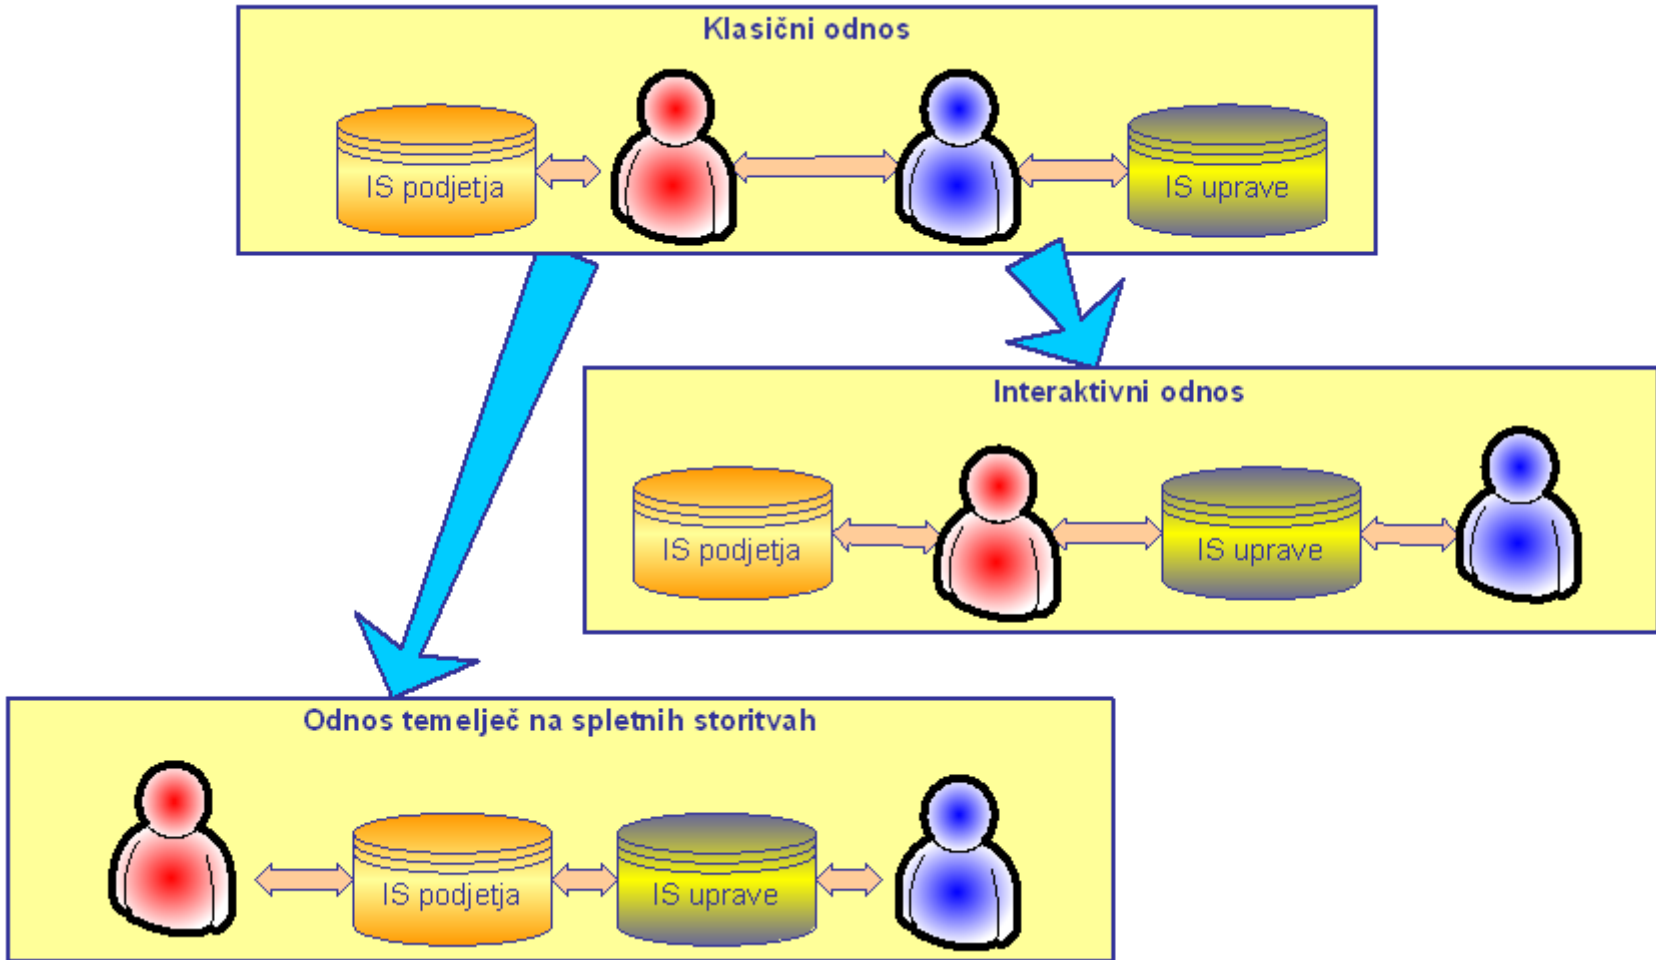 Klasični odnos
IS podjetja
IS uprave
Interaktivni odnos
IS podjetja
IS uprave
Odnos temelječ na spletnih storitvah
IS podjetja
IS uprave